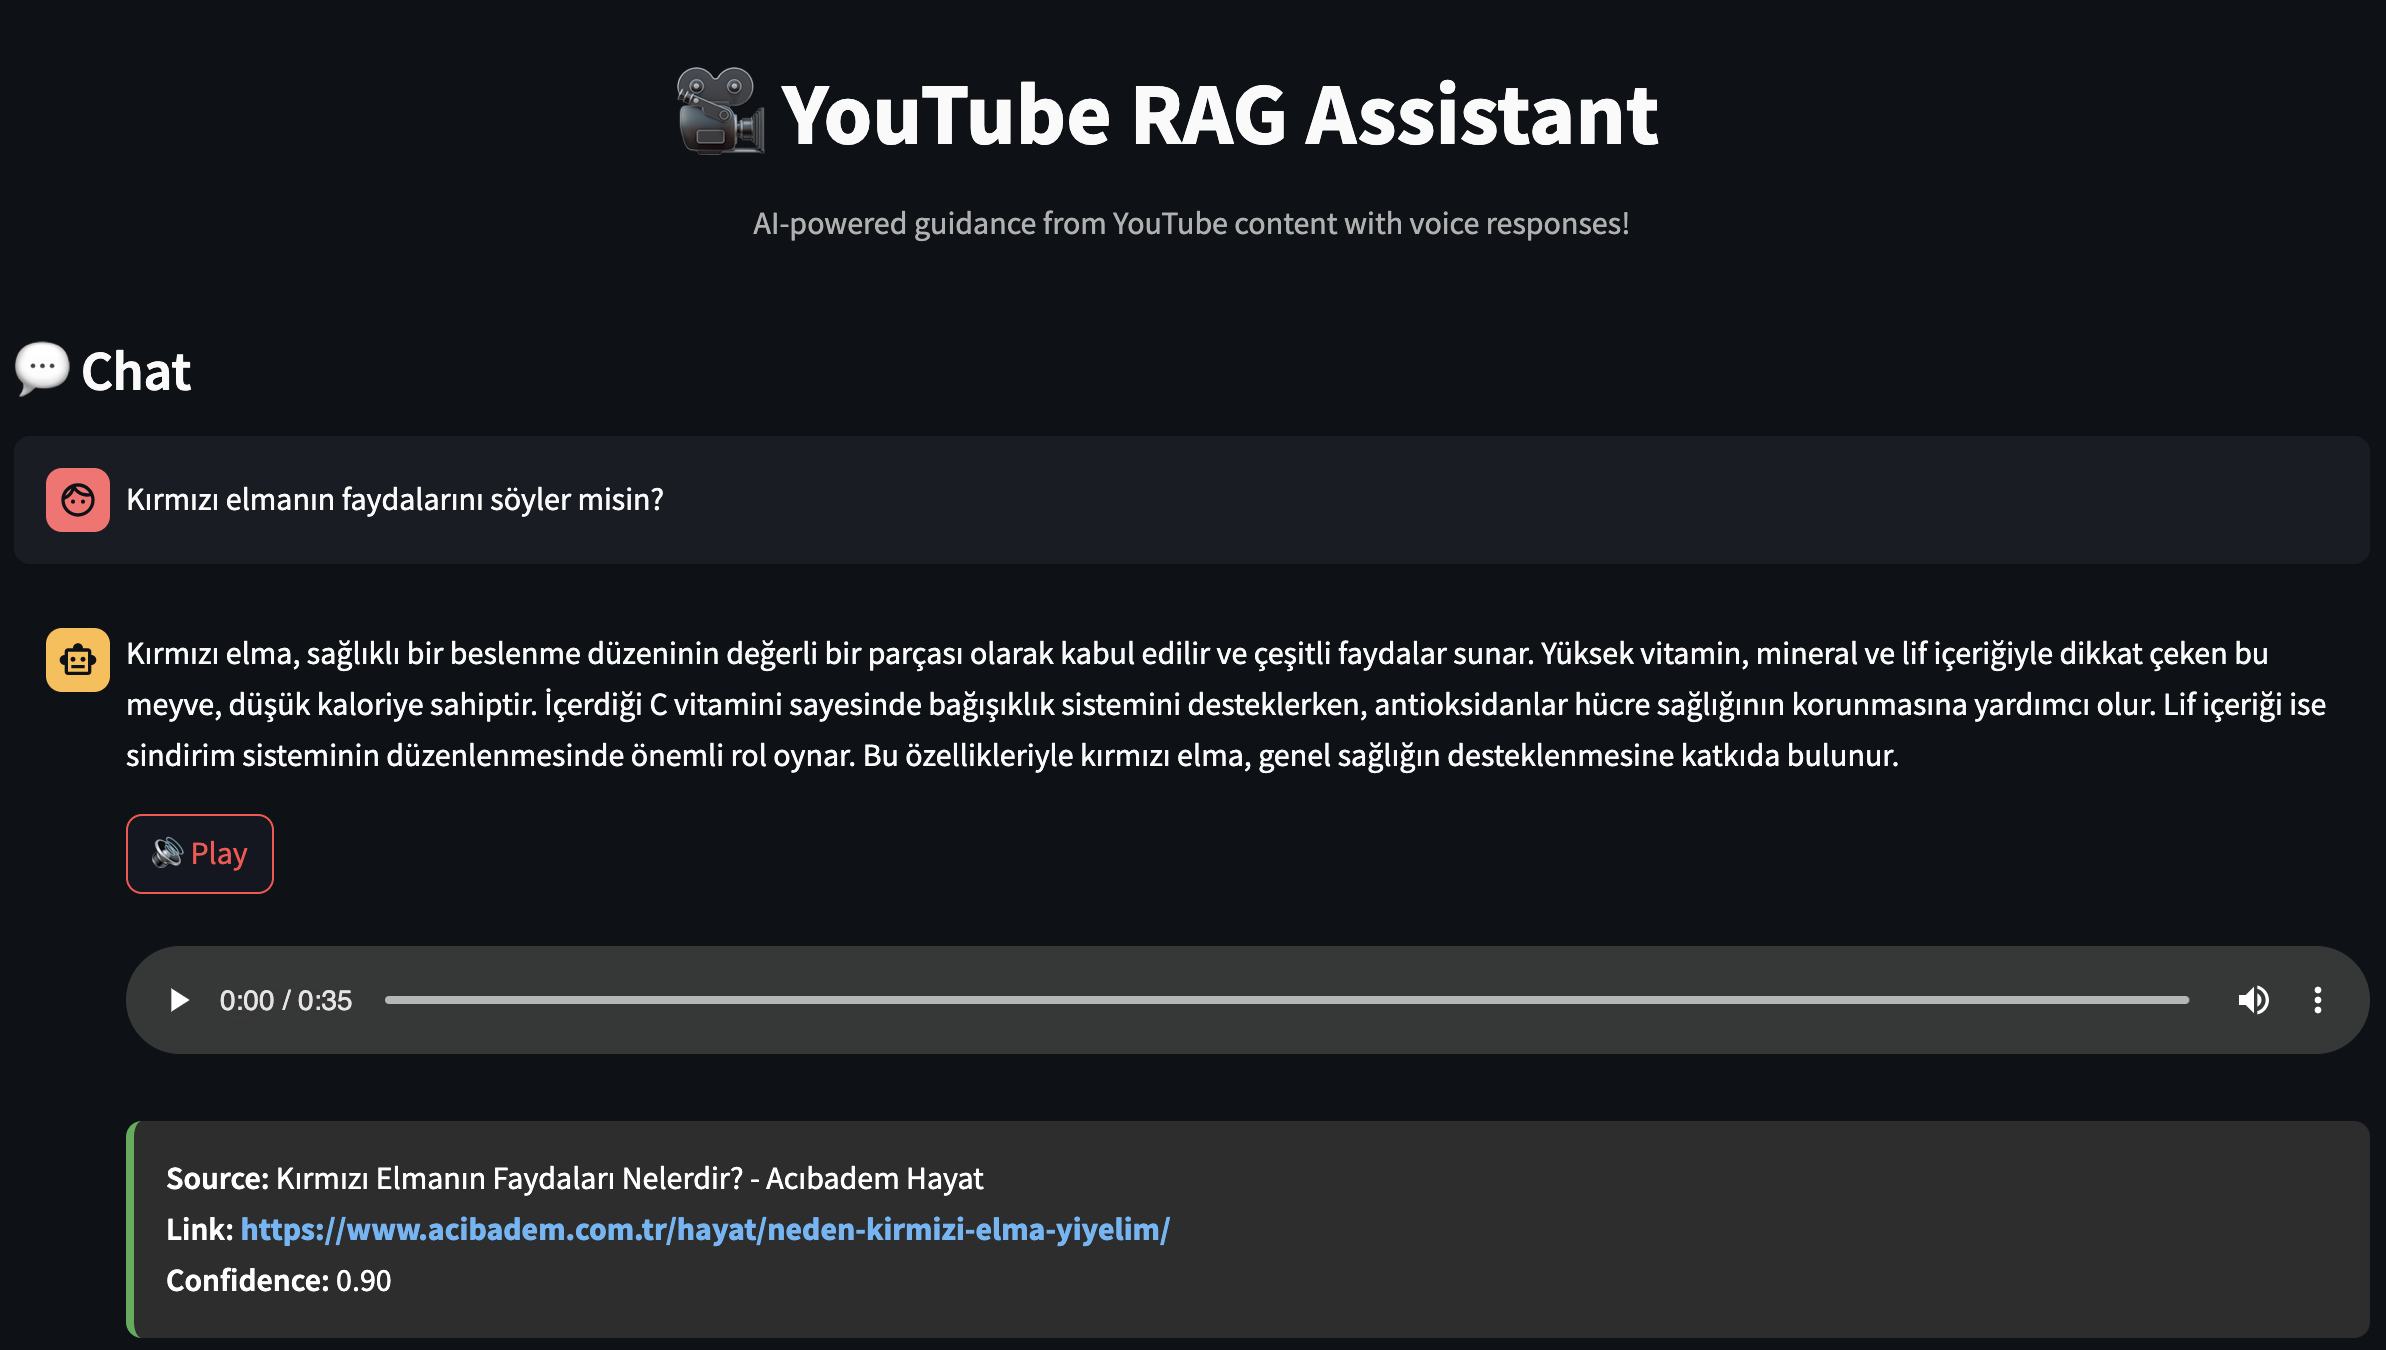 YouTube RAG Assistant
AI-powered guidance from YouTube content with voice responses!
Chat
Kırmızı elmanın faydalarını söyler misin?
Kırmızı elma, sağlıklı bir beslenme düzeninin değerli bir parçası olarak kabul edilir ve çeşitli faydalar sunar. Yüksek vitamin, mineral ve lif içeriğiyle dikkat çeken bu
meyve, düşük kaloriye sahiptir. İçerdiği C vitamini sayesinde bağışıklık sistemini desteklerken, antioksidanlar hücre sağlığının korunmasına yardımcı olur. Lif içeriği ise
sindirim sisteminin düzenlenmesinde önemli rol oynar. Bu özellikleriyle kırmızı elma, genel sağlığın desteklenmesine katkıda bulunur.
Play
0:00 / 0:35
Source: Kırmızı Elmanın Faydaları Nelerdir? - Acıbadem Hayat
Link: https://www.acibadem.com.tr/hayat/neden-kirmizi-elma-yiyelim/
Confidence: 0.90